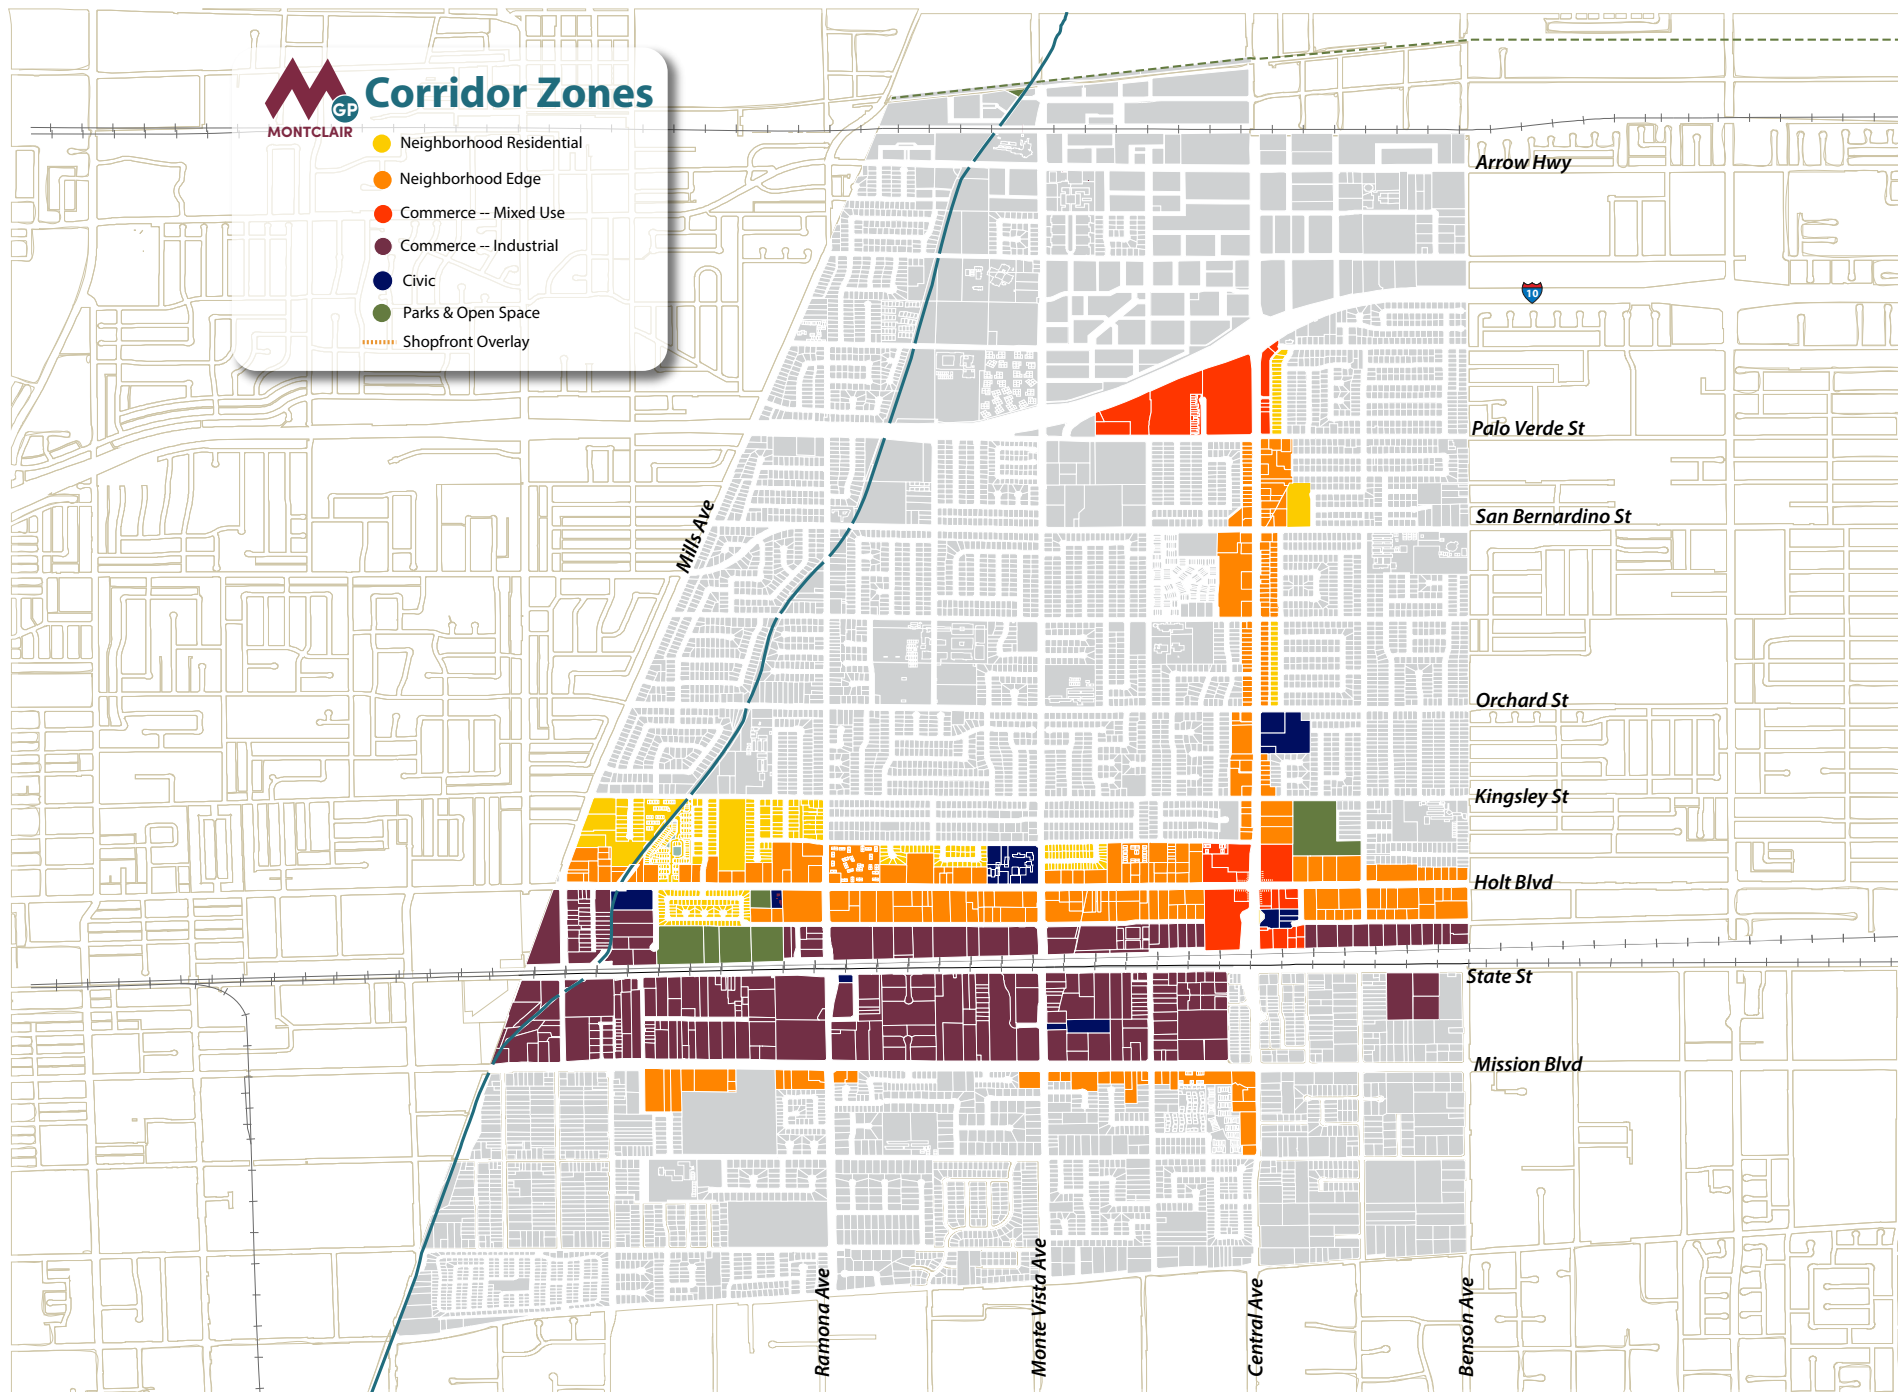 GP
MONTCLAIR
Corridor Zones
Neighborhood Residential
Neighborhood Edge
Commerce -- Mixed Use
Commerce -- Industrial
Civic
Parks & Open Space
Shopfront Overlay
Arrow Hwy
10
Palo Verde St
San Bernardino St
Mills Ave
Orchard St
Kingsley St
Holt Blvd
State St
Mission Blvd
Ramona Ave
Monte Vista Ave
Central Ave
Benson Ave